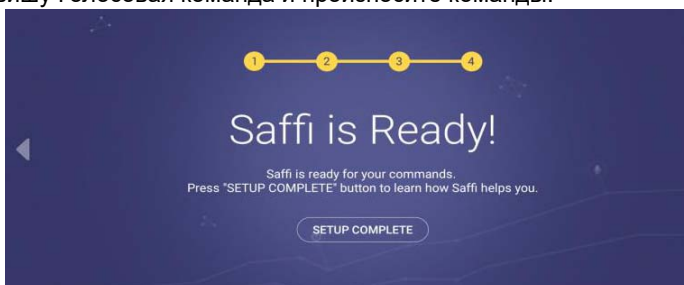 голосовая команда и произносите команды.
1 2 3 4
Saffi is Ready!
Saffi is ready for your commands.
Press "SETUP COMPLETE" button to learn how Saffi helps you.
SETUP COMPLETE